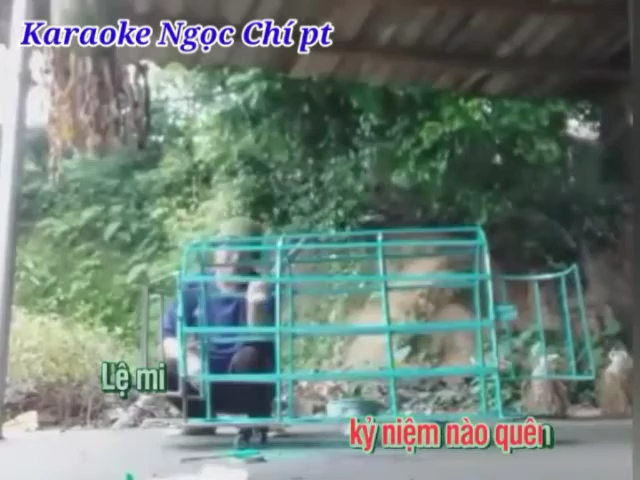 Karaoke Ngọc Chí pt
Lệ mi
kỷ niệm nào quên